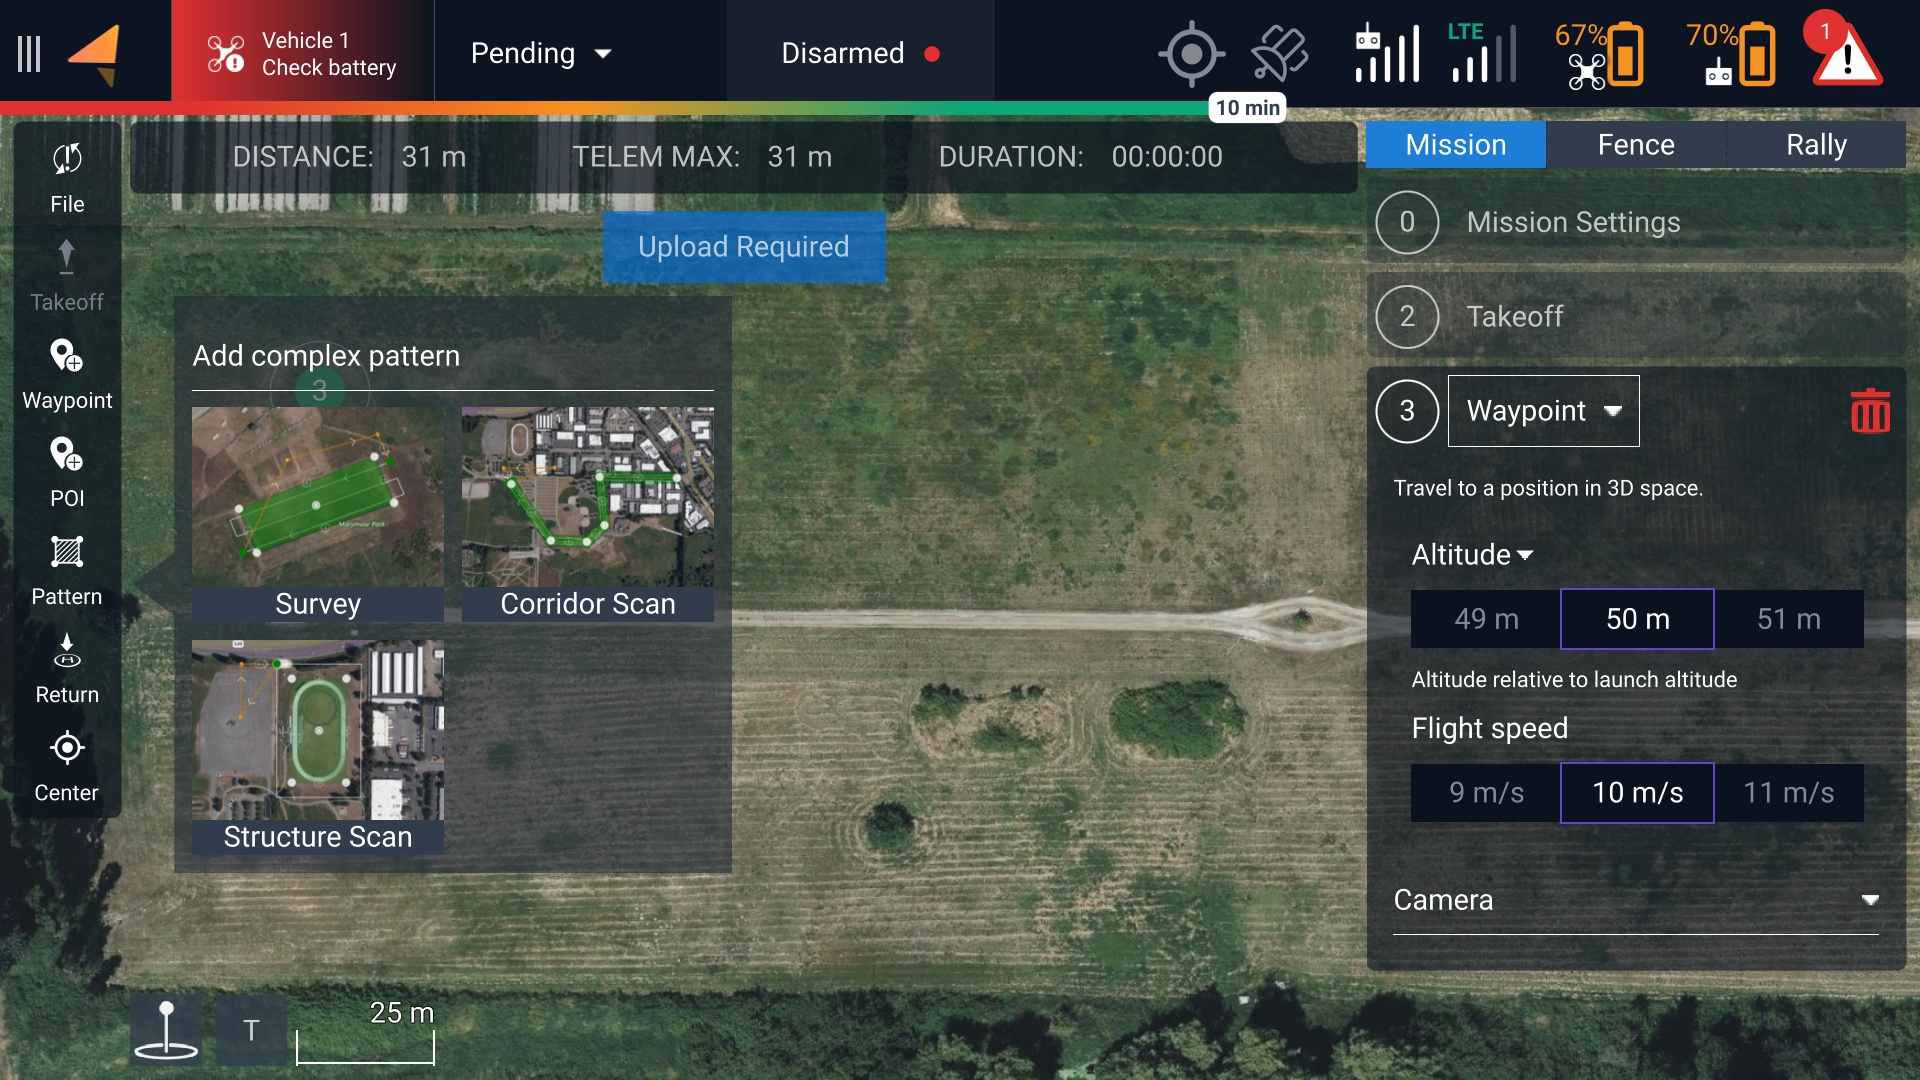 Vehicle 1
Check battery
Pending
Disarmed
LTE
67%
70%
1
10 min
DISTANCE: 31 m
TELEM MAX: 31 m
DURATION: 00:00:00
Upload Required
File
Takeoff
Waypoint
POI
Pattern
Return
Center
Add complex pattern
3
Marymoor Park
Survey
Corridor Scan
Structure Scan
T
25 m
Mission
Fence
Rally
0
Mission Settings
2
Takeoff
3
Waypoint
Travel to a position in 3D space.
Altitude
49 m
50 m
51 m
Altitude relative to launch altitude
Flight speed
9 m/s
10 m/s
11 m/s
Camera